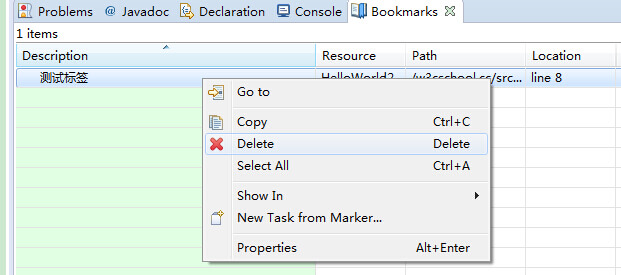 Problems @ Javadoc Declaration Console Bookmarks
1 items
Description Resource Path Location
测试标签 HelloWorld2 /w3cschool.cc/src... line 8
Go to
Copy Ctrl+C
Delete Delete
Select All Ctrl+A
Show In
New Task from Marker...
Properties Alt+Enter